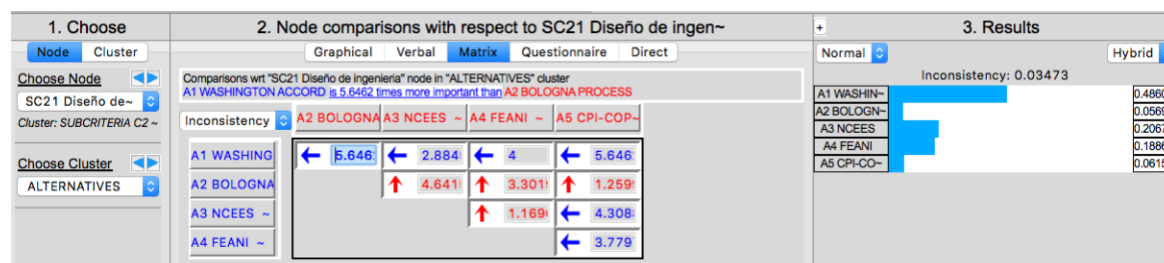 1. Choose
2. Node comparisons with respect to SC21 Diseño de ingen~
+
3. Results
Node Cluster
Graphical Verbal Matrix Questionnaire Direct
Normal
Hybrid
Choose Node
SC21 Diseño de~
Cluster: SUBCRITERIA C2 ~
Choose Cluster
ALTERNATIVES
Comparisons wrt "SC21 Diseño de ingenieria" node in "ALTERNATIVES" cluster
A1 WASHINGTON ACCORD is 5.6462 times more important than A2 BOLOGNA PROCESS
Inconsistency A2 BOLOGNA A3 NCEES ~ A4 FEANI ~ A5 CPI-COP~
A1 WASHING 5.646 2.884 4 5.646
A2 BOLOGNA 4.641 3.301 1.259
A3 NCEES ~ 1.169 4.308
A4 FEANI ~ 3.779
Inconsistency: 0.03473
A1 WASHIN~ 0.4860
A2 BOLOGN~ 0.0569
A3 NCEES 0.2067
A4 FEANI 0.1886
A5 CPI-CO~ 0.0615